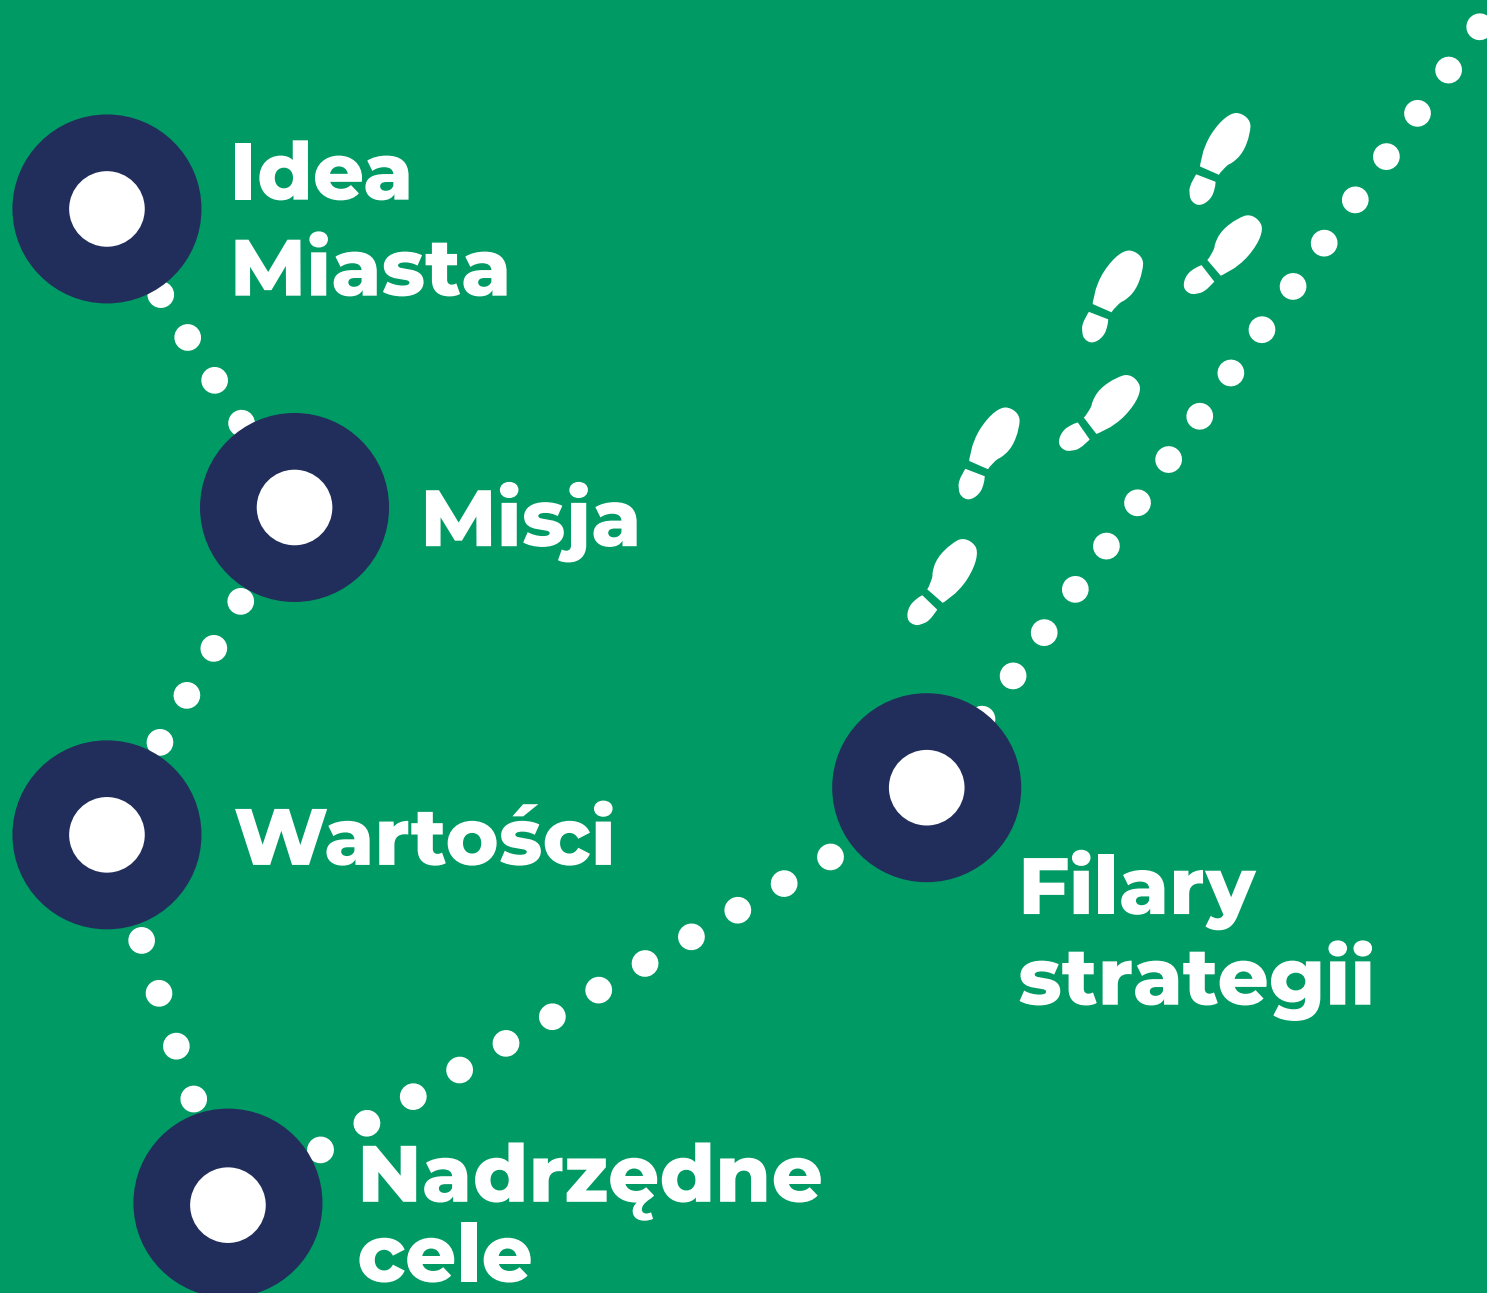 Idea
Miasta
Misja
Wartości
Nadrzędne
cele
Filary
strategii